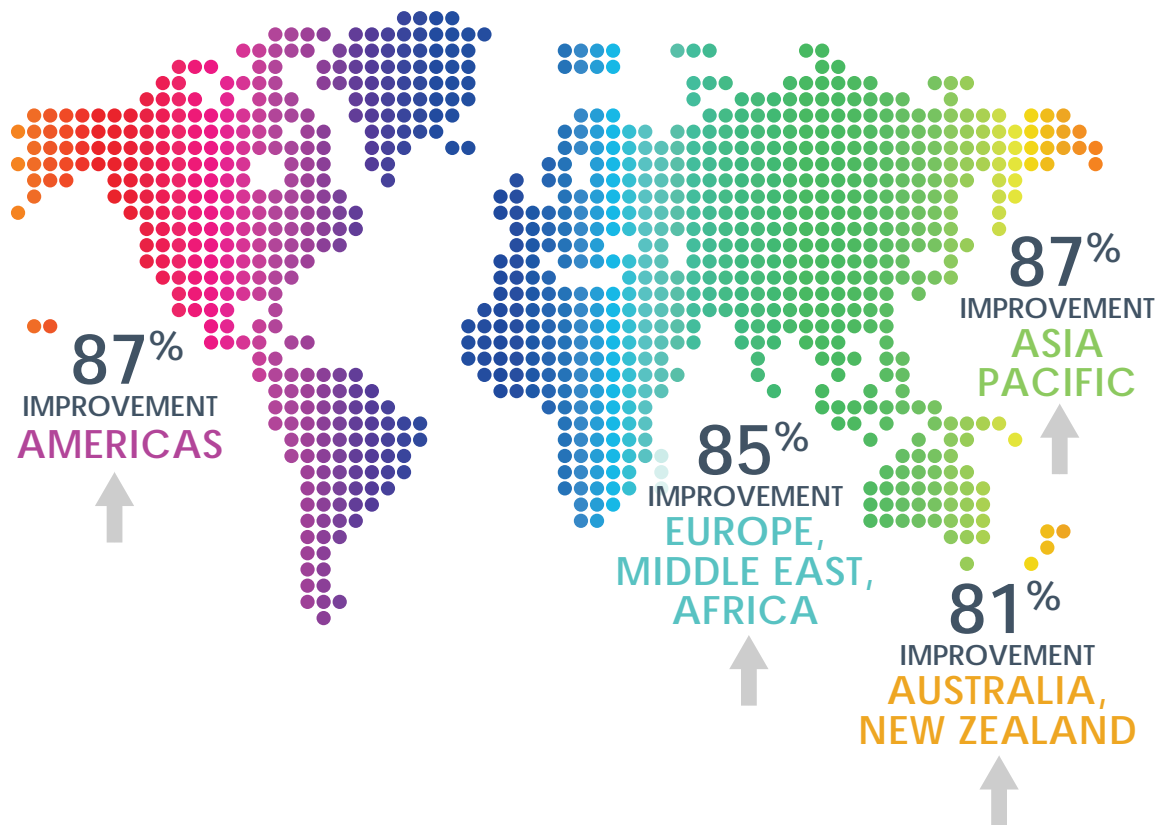 87%
IMPROVEMENT
AMERICAS
87%
IMPROVEMENT
ASIA
PACIFIC
85%
IMPROVEMENT
EUROPE,
MIDDLE EAST,
AFRICA
81%
IMPROVEMENT
AUSTRALIA,
NEW ZEALAND